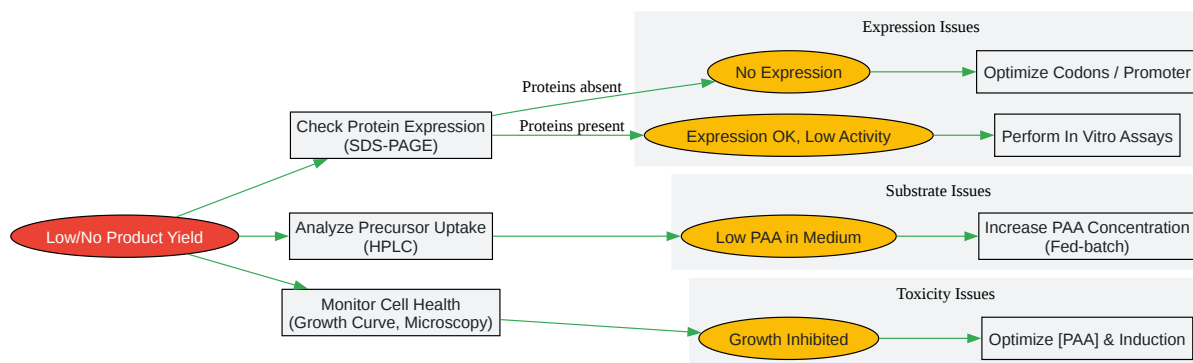 Expression Issues
No Expression
Optimize Codons / Promoter
Proteins absent
Check Protein Expression
(SDS-PAGE)
Proteins present
Expression OK, Low Activity
Perform In Vitro Assays
Substrate Issues
Low/No Product Yield
Analyze Precursor Uptake
(HPLC)
Low PAA in Medium
Increase PAA Concentration
(Fed-batch)
Toxicity Issues
Monitor Cell Health
(Growth Curve, Microscopy)
Growth Inhibited
Optimize [PAA] & Induction